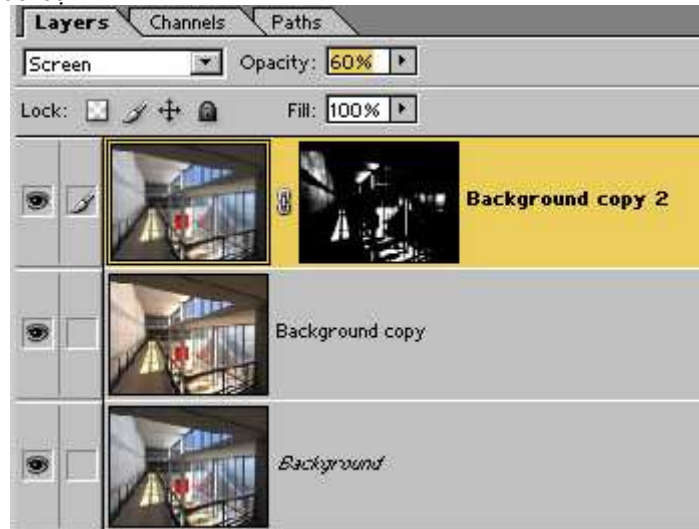 Layers Channels Paths
Screen Opacity: 60%
Lock: Fill: 100%
Background copy 2
Background copy
Background